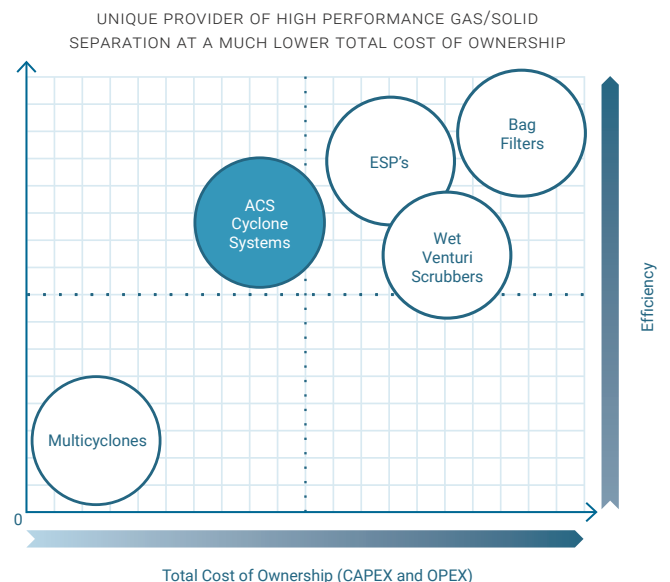 UNIQUE PROVIDER OF HIGH PERFORMANCE GAS/SOLID
SEPARATION AT A MUCH LOWER TOTAL COST OF OWNERSHIP
Bag
Filters
ESP's
ACS
Cyclone
Systems
Wet
Venturi
Scrubbers
Efficiency
Multicyclones
0
Total Cost of Ownership (CAPEX and OPEX)